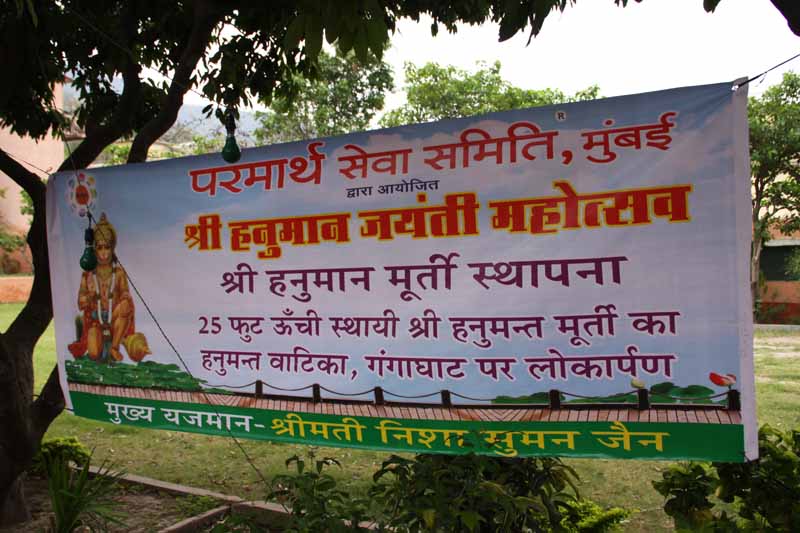 परमार्थ सेवा समिति, मुंबई ®
द्वारा आयोजित
श्री हनुमान जयंती महोत्सव
श्री हनुमान मूर्ती स्थापना
25 फुट ऊँची स्थायी श्री हनुमन्त मूर्ती का
हनुमन्त वाटिका, गंगाघाट पर लोकार्पण
मुख्य यजमान-श्रीमती निशा सुमन जैन